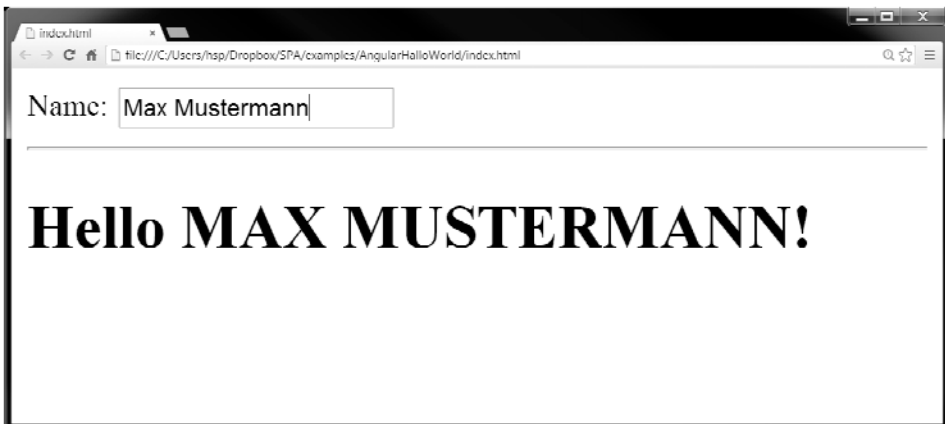 index.html
file:///C:/Users/hsp/Dropbox/SPA/examples/AngularHalloWorld/index.html
Name: Max Mustermann
Hello MAX MUSTERMANN!